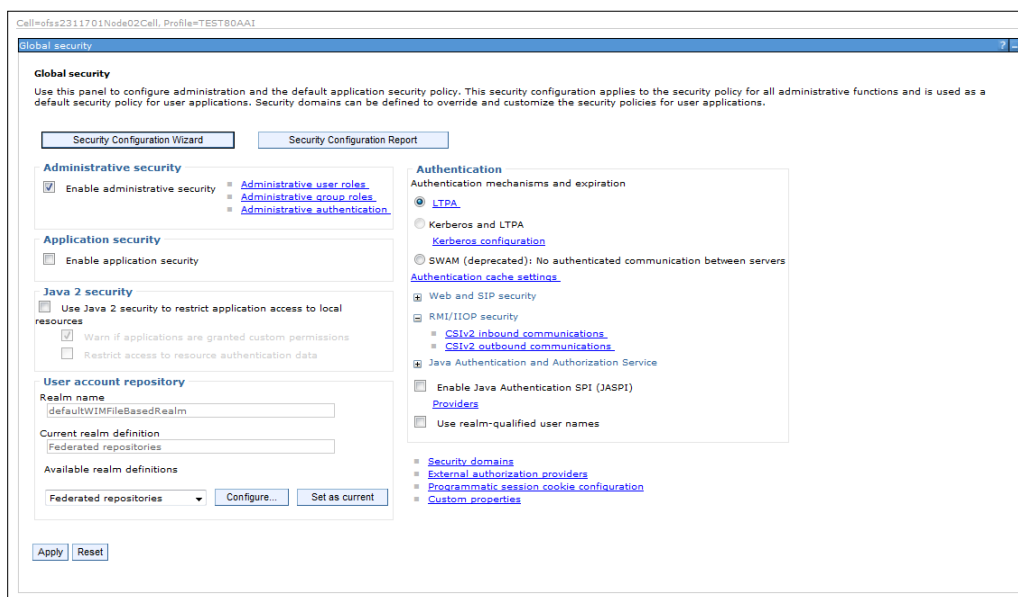 Cell=ofss2311701Node02Cell, Profile=TEST80AAI
Global security
? –
Global security
Use this panel to configure administration and the default application security policy. This security configuration applies to the security policy for all administrative functions and is used as a
default security policy for user applications. Security domains can be defined to override and customize the security policies for user applications.
Security Configuration Wizard
Security Configuration Report
Administrative security
Enable administrative security
Administrative user roles
Administrative group roles
Administrative authentication
Application security
Enable application security
Java 2 security
Use Java 2 security to restrict application access to local
resources
Warn if applications are granted custom permissions
Restrict access to resource authentication data
User account repository
Realm name
defaultWIMFileBasedRealm
Current realm definition
Federated repositories
Available realm definitions
Federated repositories
Configure...
Set as current
Authentication
Authentication mechanisms and expiration
LTPA
Kerberos and LTPA
Kerberos configuration
SWAM (deprecated): No authenticated communication between servers
Authentication cache settings
Web and SIP security
RMI/IIOP security
CSIv2 inbound communications
CSIv2 outbound communications
Java Authentication and Authorization Service
Enable Java Authentication SPI (JASPI)
Providers
Use realm-qualified user names
Security domains
External authorization providers
Programmatic session cookie configuration
Custom properties
Apply
Reset